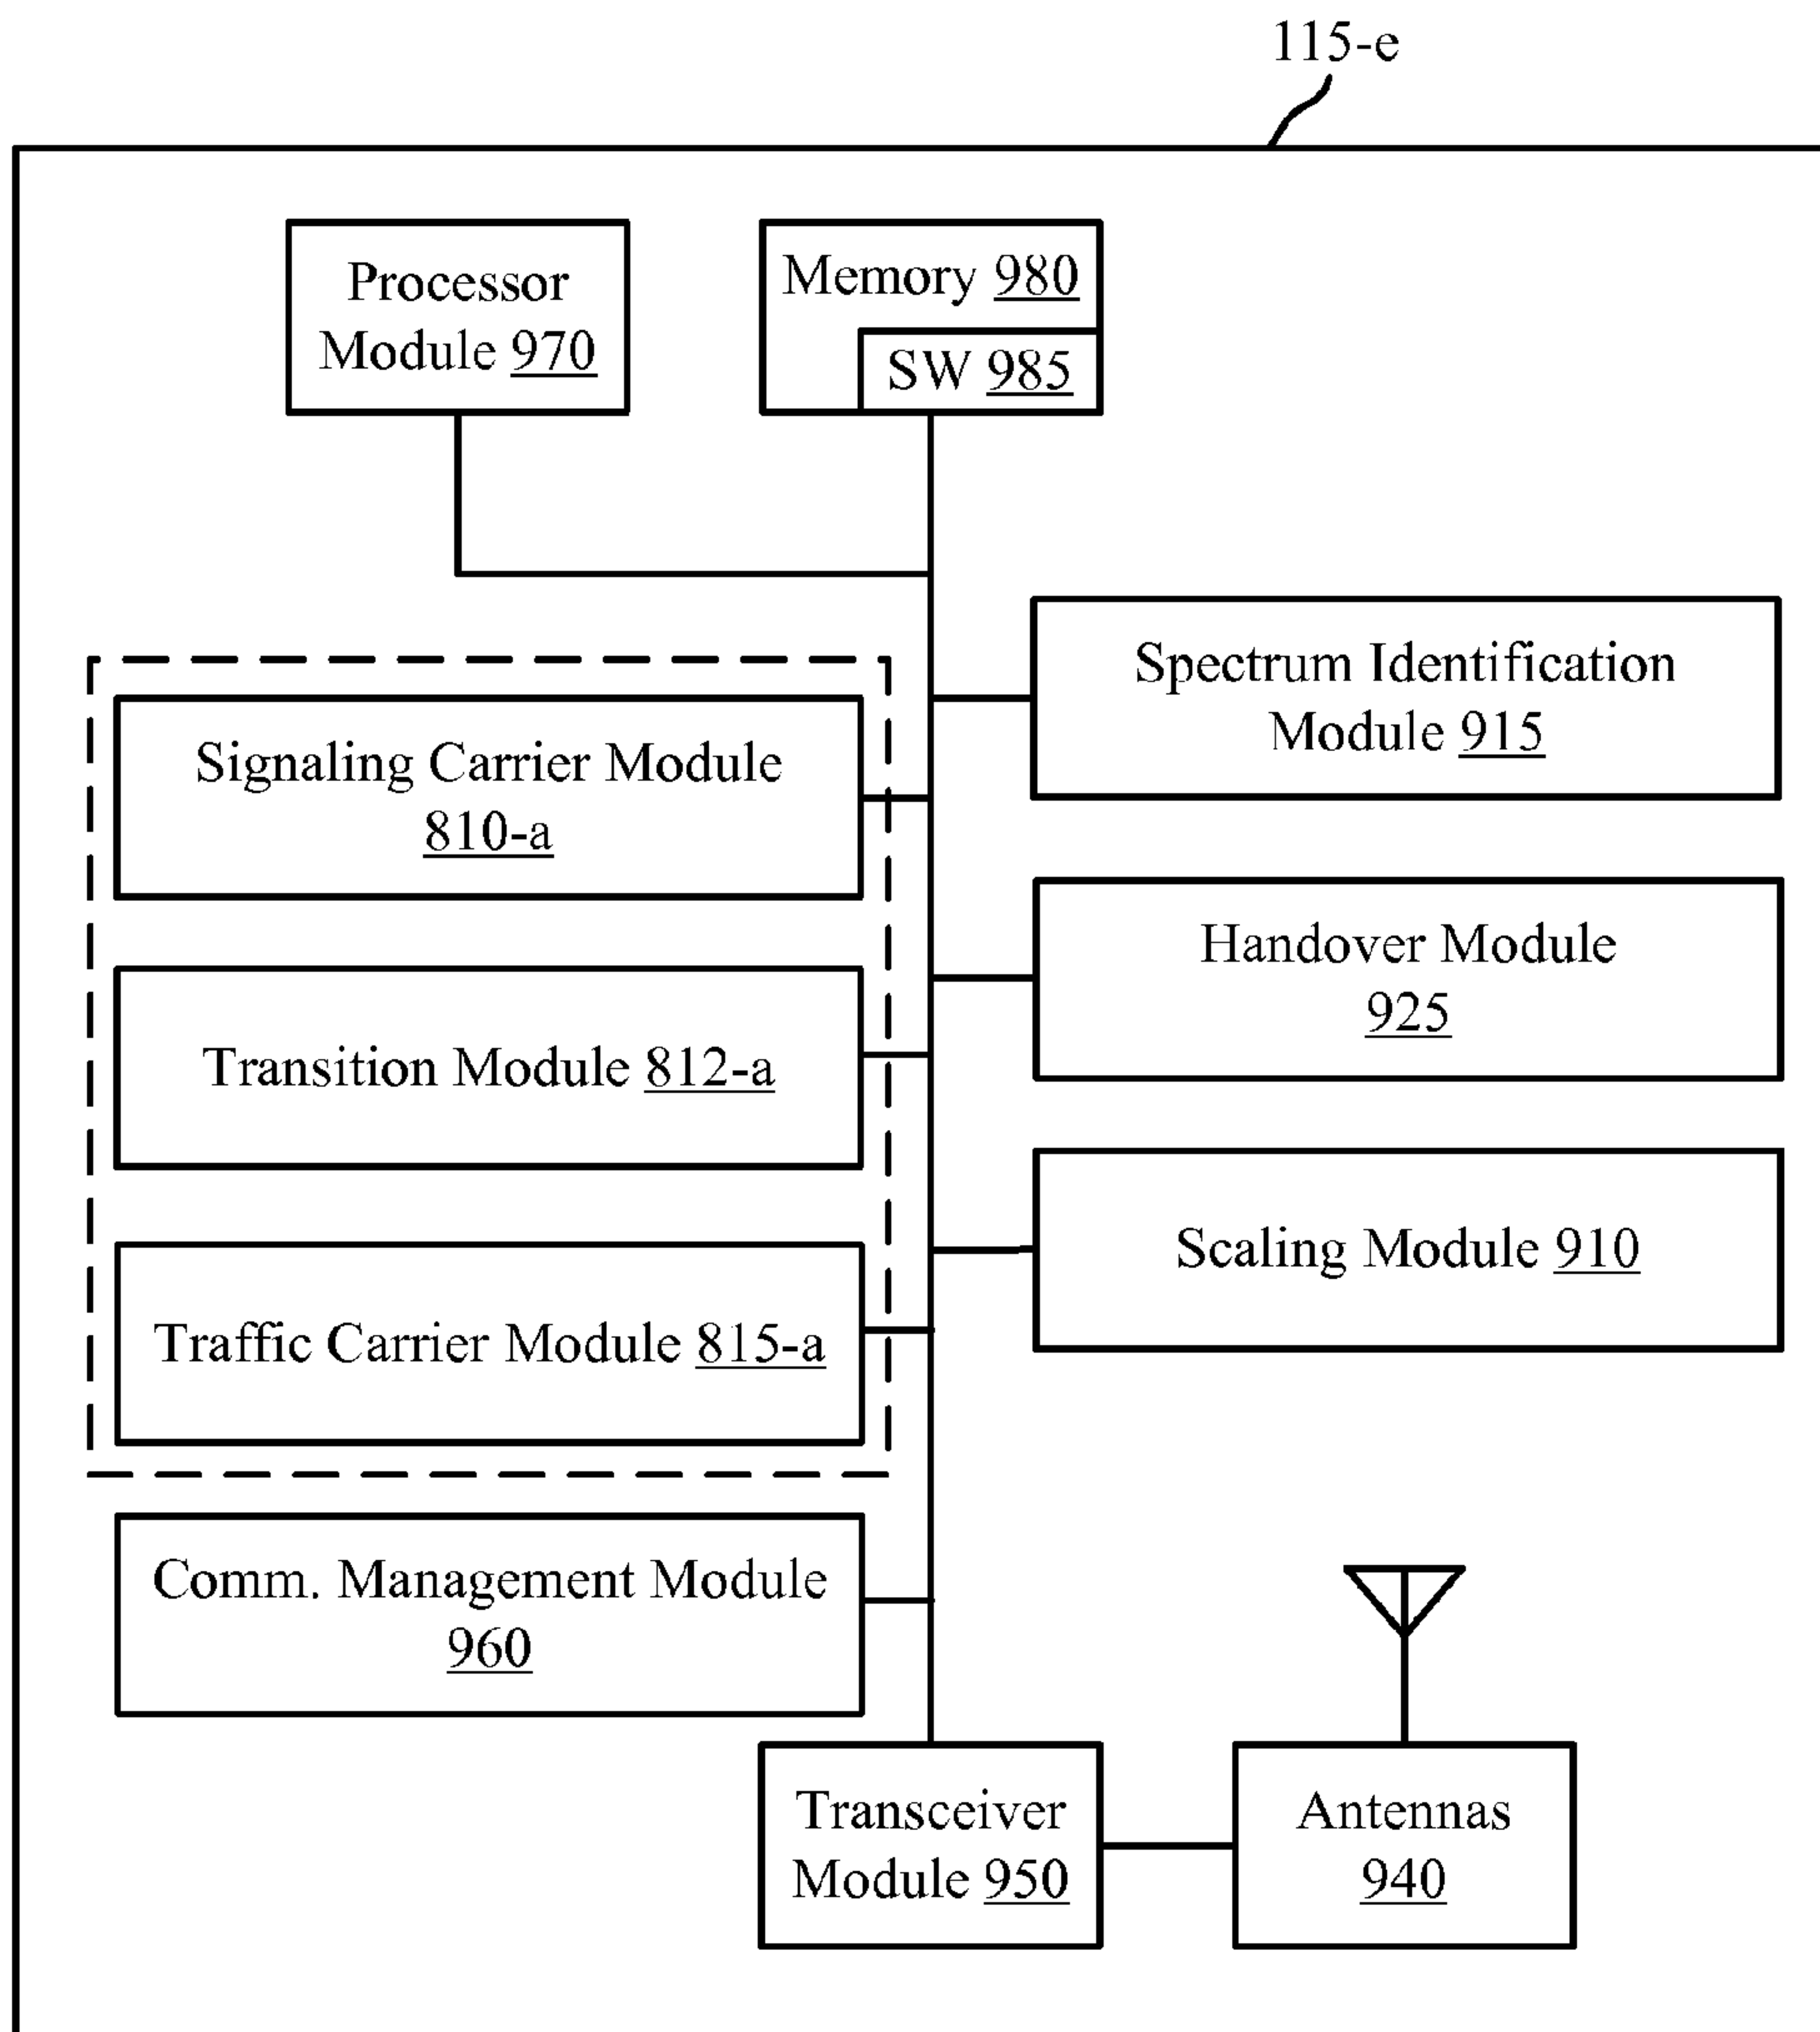 115-e
Processor
Module 970
Memory 980
SW 985
Spectrum Identification
Module 915
Signaling Carrier Module
810-a
Handover Module
925
Transition Module 812-a
Scaling Module 910
Traffic Carrier Module 815-a
Comm. Management Module
960
Transceiver
Module 950
Antennas
940